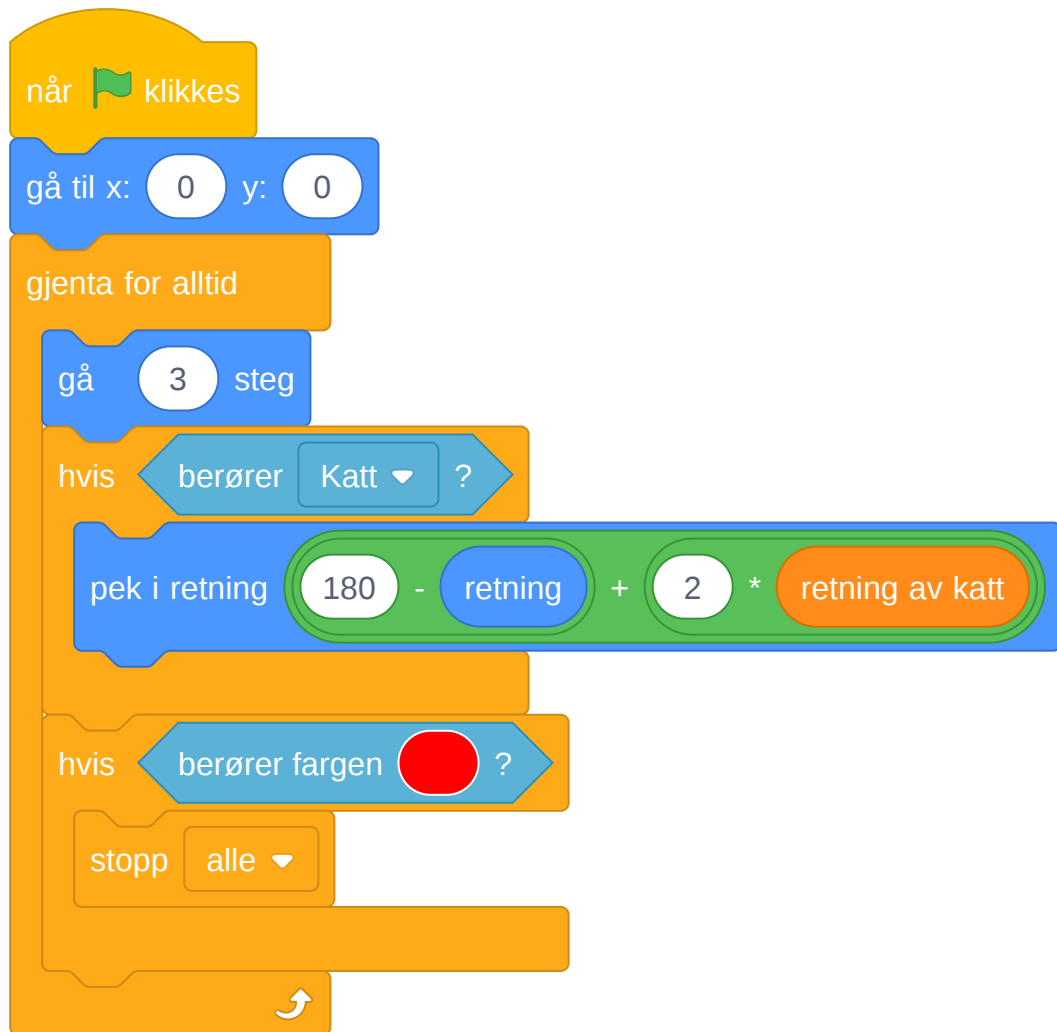 når klikkes
gå til x: 0 y: 0
gjenta for alltid
gå 3 steg
hvis berører Katt ?
pek i retning 180 - retning + 2 * retning av katt
hvis berører fargen ?
stopp alle